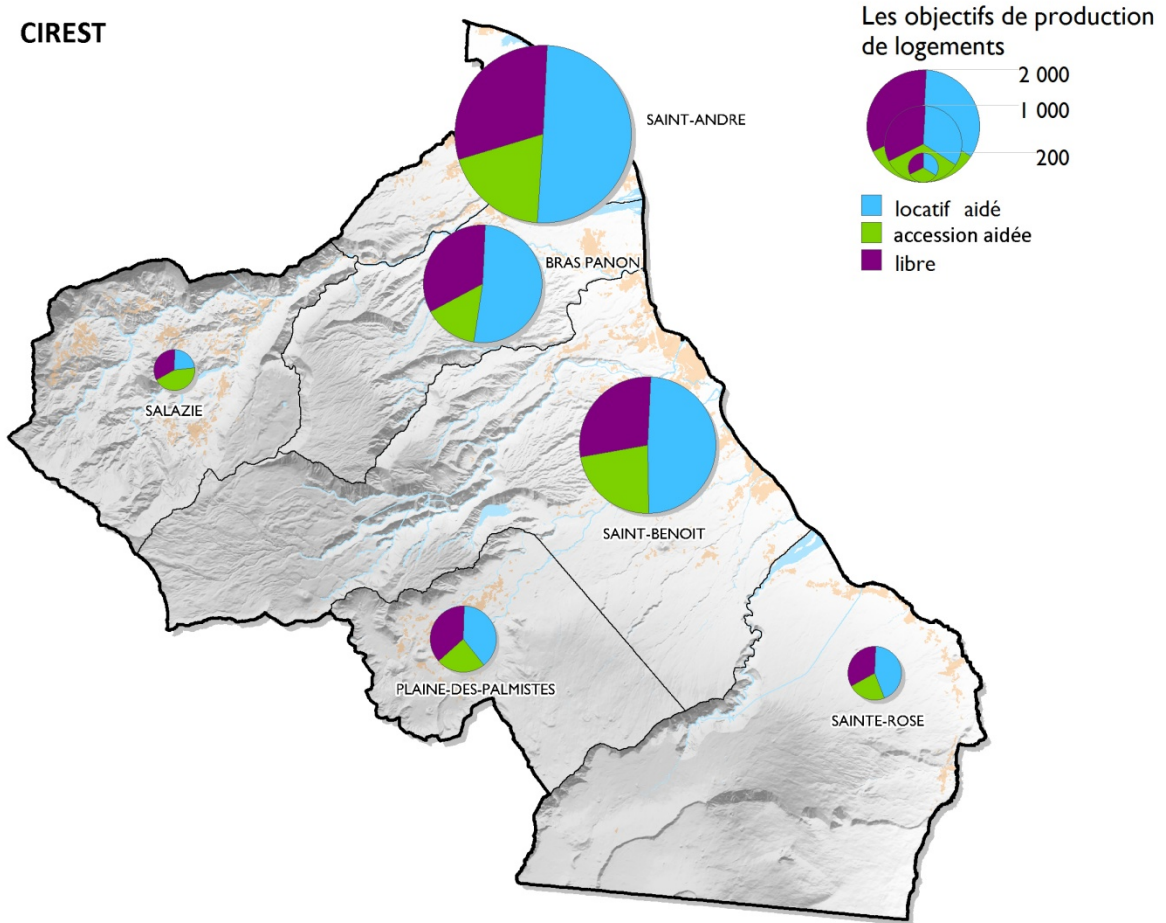 CIREST
Les objectifs de production
de logements
2 000
1 000
200
locatif aidé
accession aidée
libre
SAINT-ANDRE
BRAS PANON
SALAZIE
SAINT-BENOIT
PLAINE-DES-PALMISTES
SAINTE-ROSE